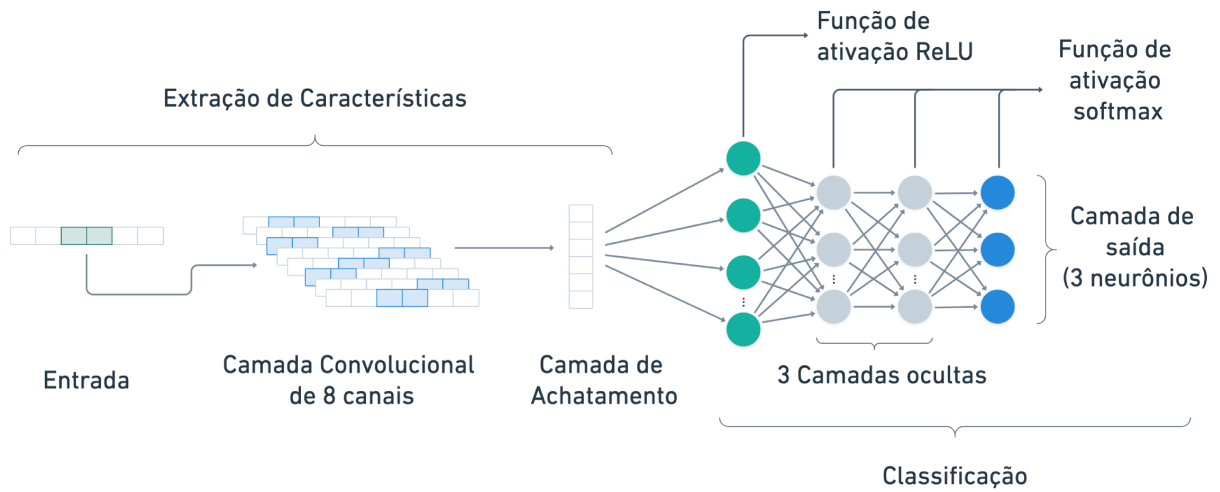 Função de
ativação ReLU
Função de
ativação
softmax
Extração de Características
Camada de
saída
(3 neurônios)
Entrada
Camada Convolucional
de 8 canais
Camada de
Achatamento
3 Camadas ocultas
Classificação